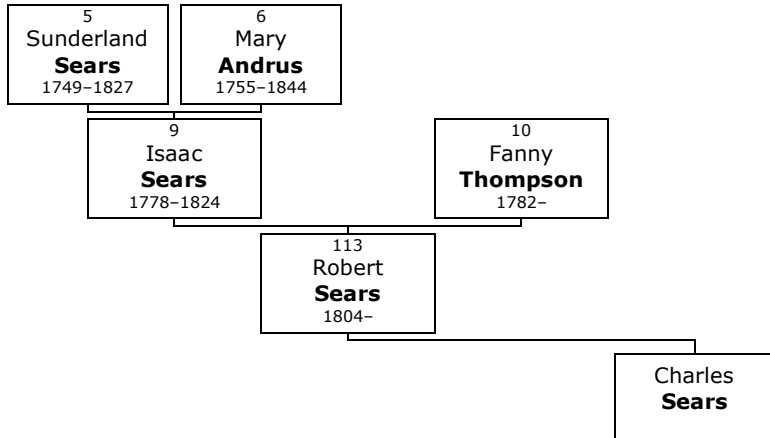 5
Sunderland
Sears
1749–1827
6
Mary
Andrus
1755–1844
9
Isaac
Sears
1778–1824
10
Fanny
Thompson
1782–
113
Robert
Sears
1804–
Charles
Sears